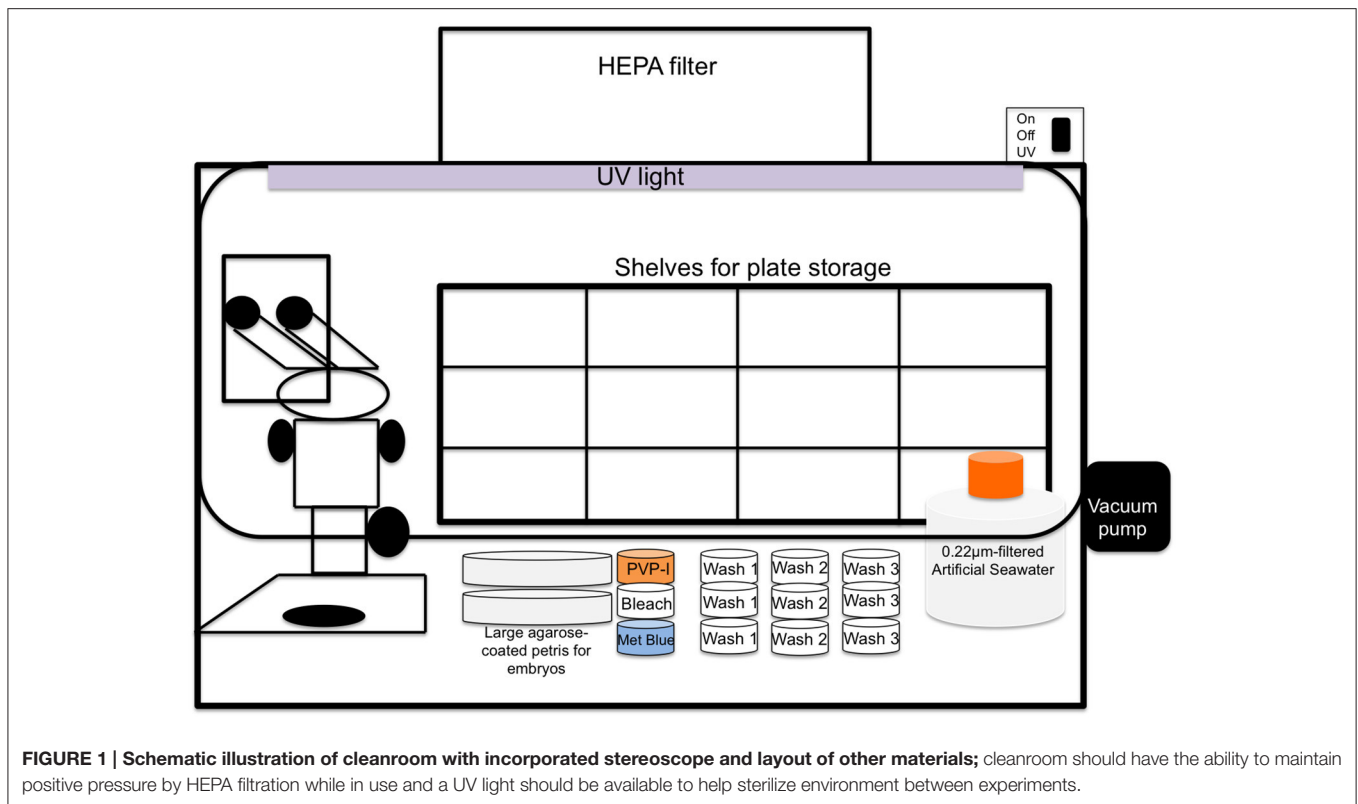 HEPA filter
On
Off
UV
UV light
Shelves for plate storage
Vacuum
pump
0.22µm-filtered
Artificial Seawater
PVP-I
Wash 1
Wash 2
Wash 3
Bleach
Wash 1
Wash 2
Wash 3
Met Blue
Wash 1
Wash 2
Wash 3
Large agarose-
coated petris for
embryos
FIGURE 1 | Schematic illustration of cleanroom with incorporated stereoscope and layout of other materials; cleanroom should have the ability to maintain
positive pressure by HEPA filtration while in use and a UV light should be available to help sterilize environment between experiments.